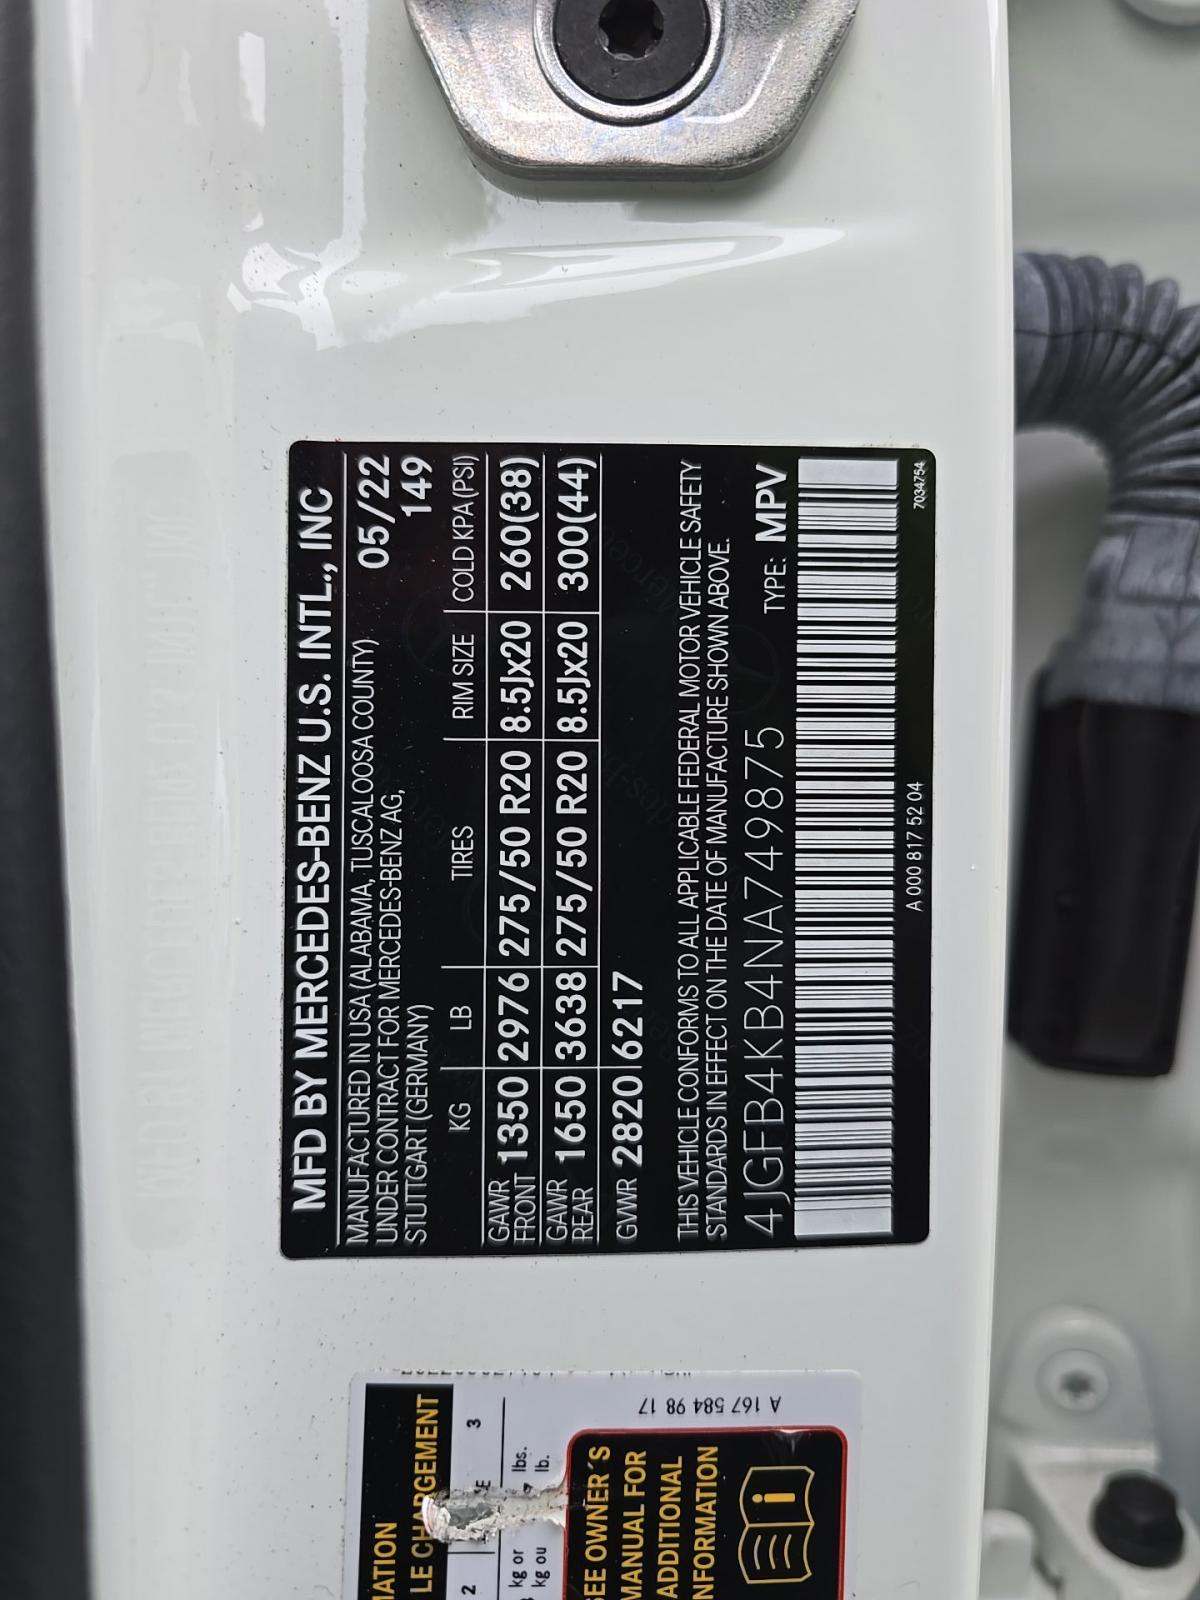 MFD BY MERCEDES-BENZ U.S. INTL., INC
MANUFACTURED IN USA (ALABAMA, TUSCALOOSA COUNTY) 05/22
UNDER CONTRACT FOR MERCEDES-BENZ AG, 149
STUTTGART (GERMANY)
KG LB TIRES RIM SIZE COLD KPA (PSI)
GAWR FRONT 1350 2976 275/50 R20 8.5Jx20 260(38)
GAWR REAR 1650 3638 275/50 R20 8.5Jx20 300(44)
GVWR 2820 6217
THIS VEHICLE CONFORMS TO ALL APPLICABLE FEDERAL MOTOR VEHICLE SAFETY
STANDARDS IN EFFECT ON THE DATE OF MANUFACTURE SHOWN ABOVE.
4JGFB4KB4NA749875 TYPE: MPV
A 000 817 52 04 7034754
MATION
LE CHARGEMENT
2 3
kg or lbs.
kg ou lb.
SEE OWNER'S
MANUAL FOR
ADDITIONAL
INFORMATION
i
A 167 584 98 17